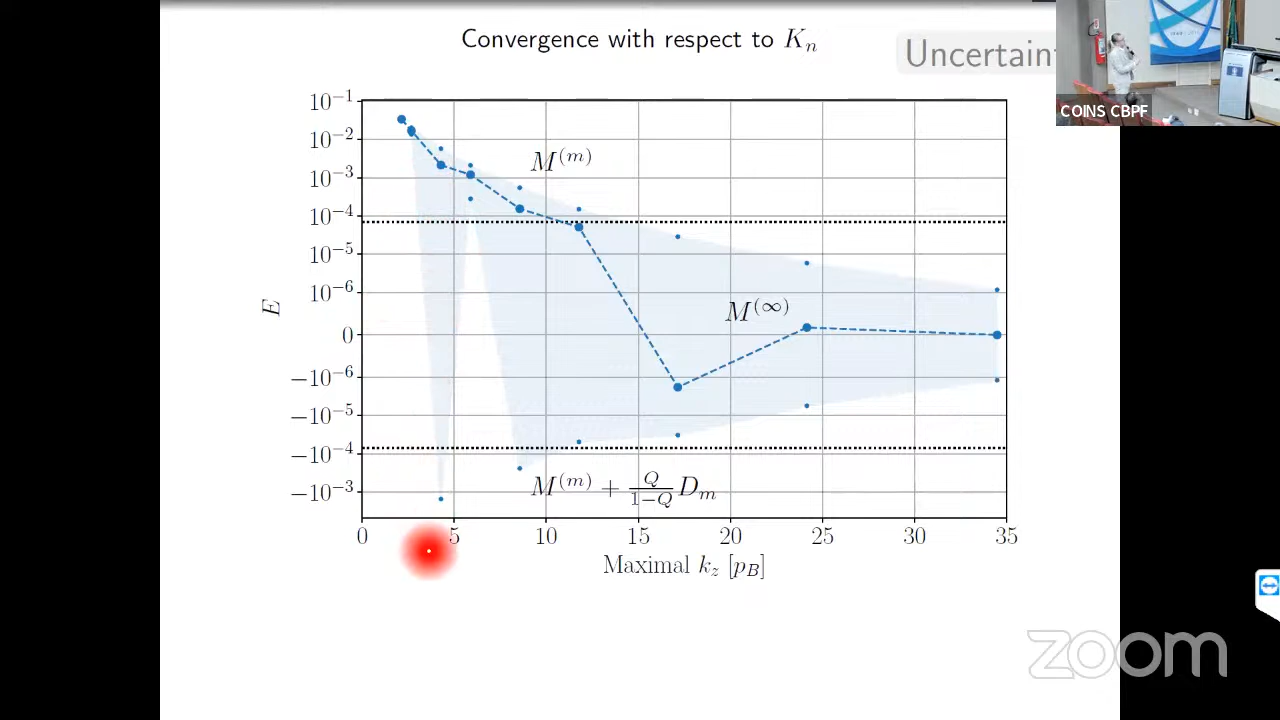 Convergence with respect to $K_n$
Uncertain
COINS CBPF
$10^{-1}$
$10^{-2}$
$10^{-3}$
$10^{-4}$
$10^{-5}$
$10^{-6}$
0
$-10^{-6}$
$-10^{-5}$
$-10^{-4}$
$-10^{-3}$
$E$
$M^{(m)}$
$M^{(\infty)}$
$M^{(m)} + \frac{Q}{1-Q} D_m$
0 5 10 15 20 25 30 35
Maximal $k_z$ [$p_B$]
zoom